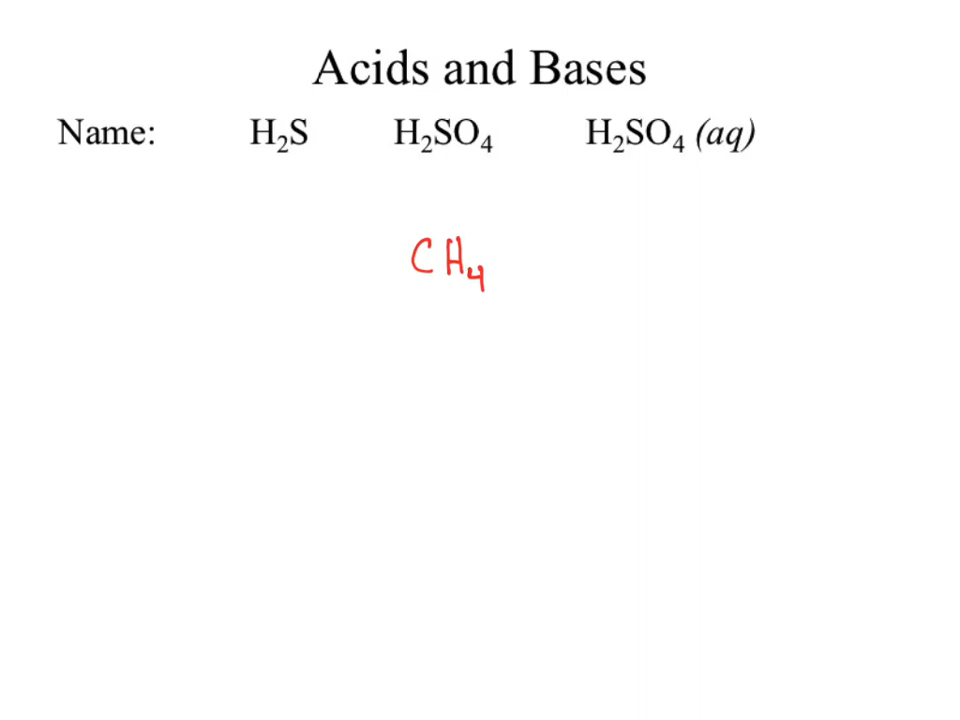 Acids and Bases
Name: H₂S H₂SO₄ H₂SO₄ (aq)
CH₄